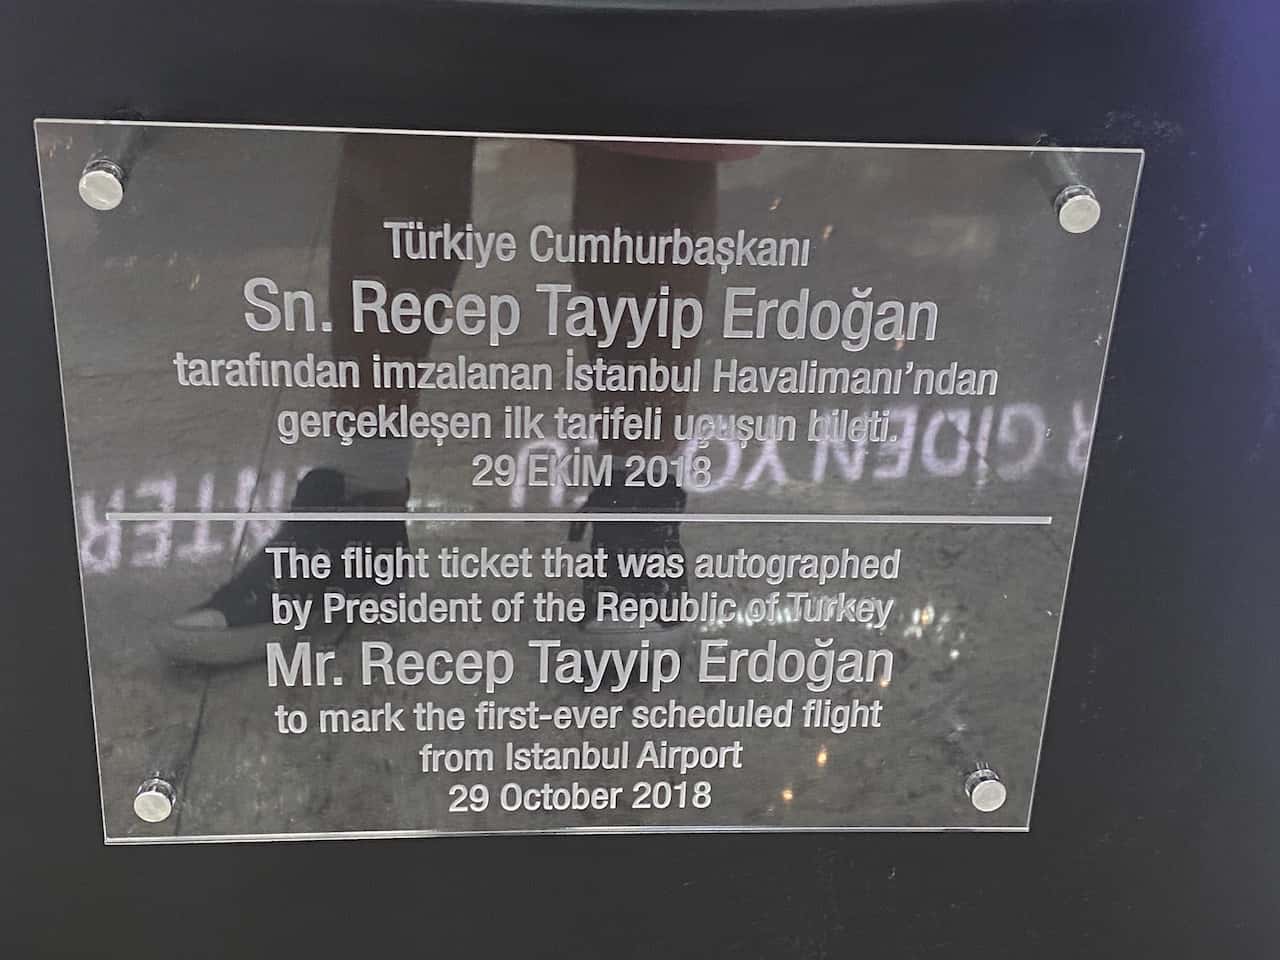 Türkiye Cumhurbaşkanı
Sn. Recep Tayyip Erdoğan
tarafından imzalanan İstanbul Havalimanı'ndan
gerçekleşen ilk tarifeli uçuşun bileti.
29 EKİM 2018
The flight ticket that was autographed
by President of the Republic of Turkey
Mr. Recep Tayyip Erdoğan
to mark the first-ever scheduled flight
from Istanbul Airport
29 October 2018